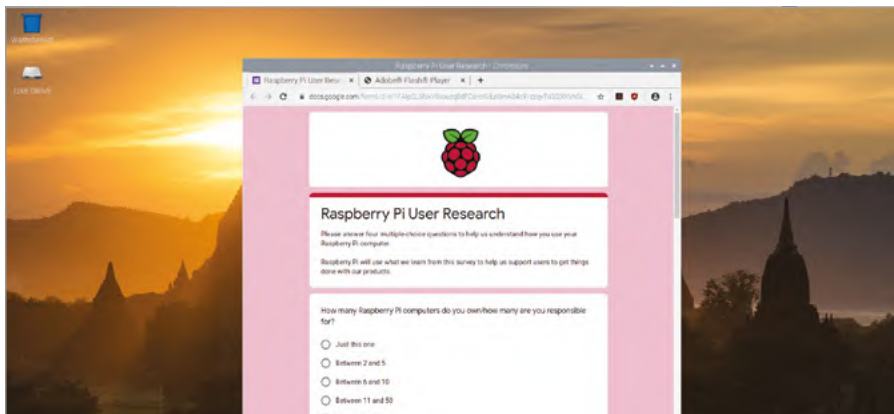 Wastebasket
Raspberry Pi User Research - Chromium
Raspberry Pi User Rese
Adobe® Flash® Player
docs.google.com
Raspberry Pi User Research
Please answer four multiple-choice questions to help us understand how you use your
Raspberry Pi computer.
Raspberry Pi will use what we learn from this survey to help us support users to get things
done with our products.
How many Raspberry Pi computers do you own/how many are you responsible
for?
Just this one
Between 2 and 5
Between 6 and 10
Between 11 and 50